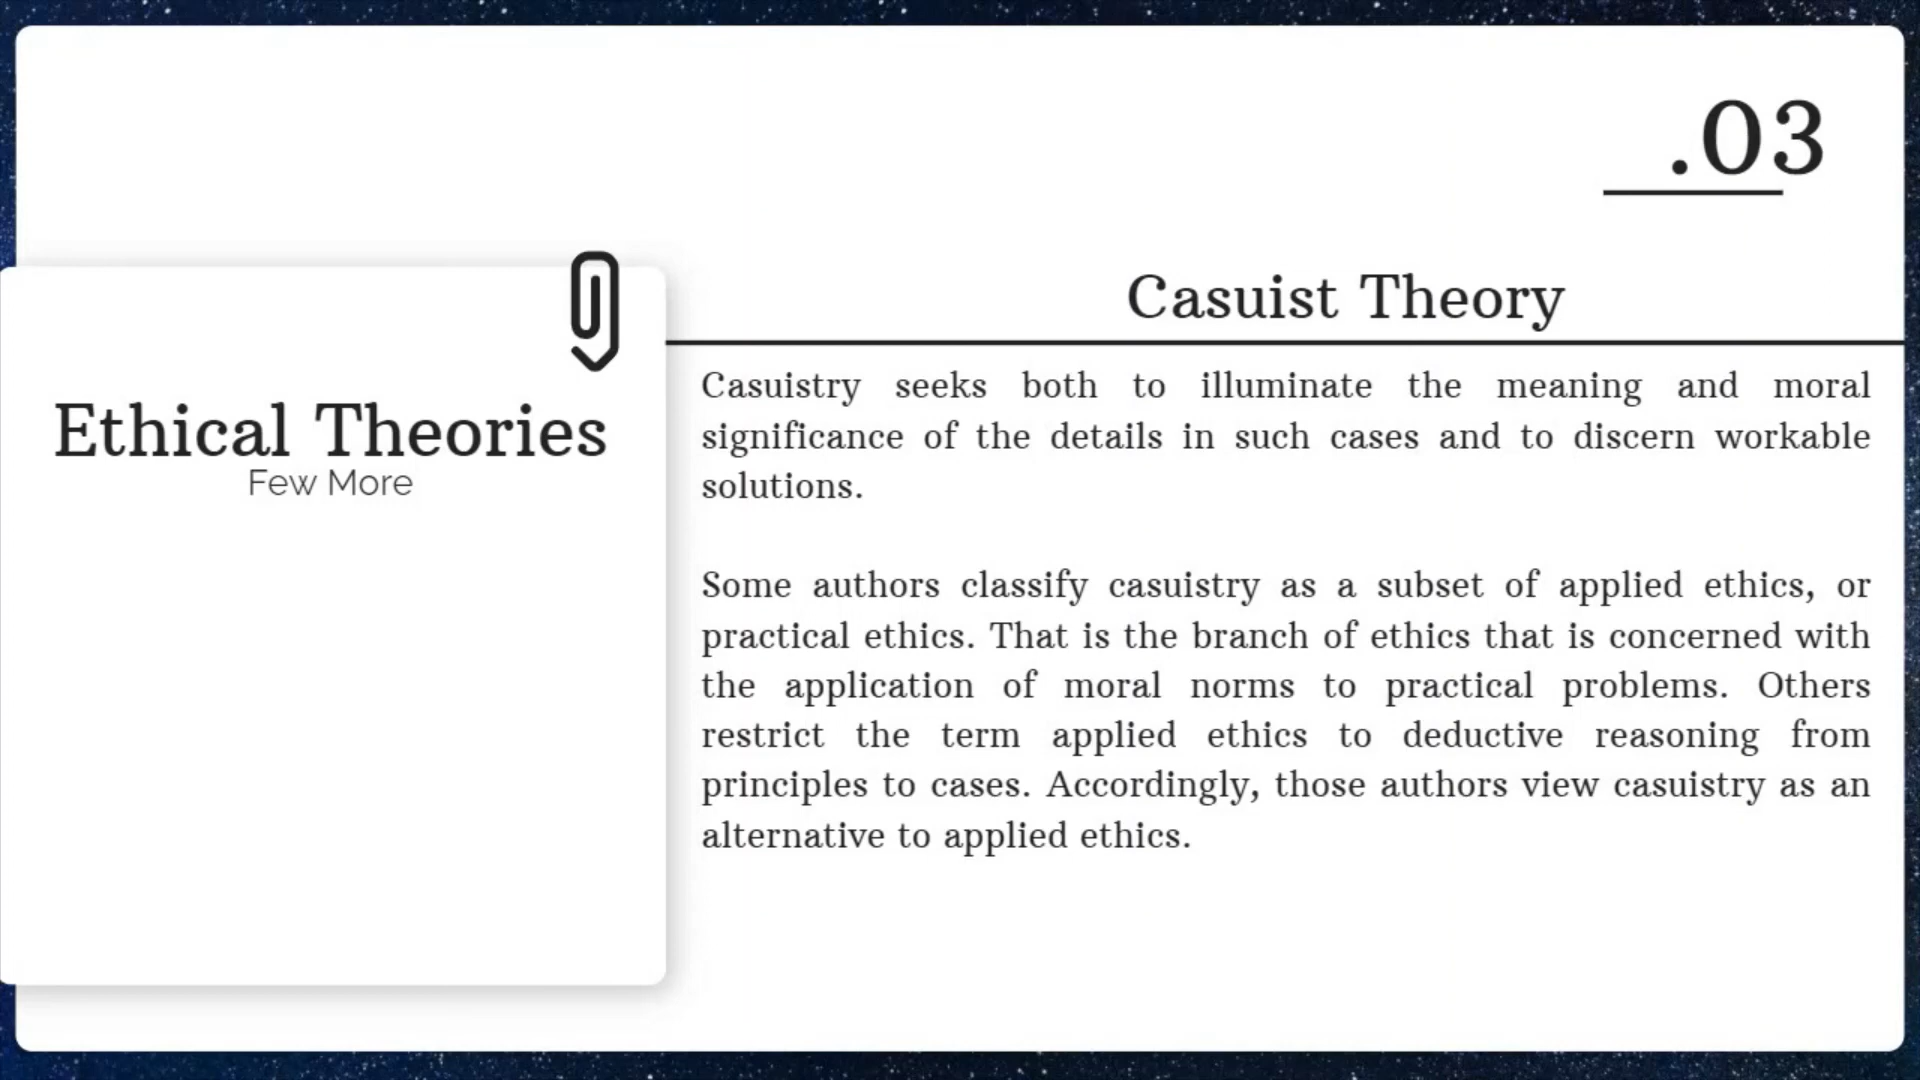 .03
Casuist Theory
Ethical Theories
Few More
Casuistry seeks both to illuminate the meaning and moral
significance of the details in such cases and to discern workable
solutions.
Some authors classify casuistry as a subset of applied ethics, or
practical ethics. That is the branch of ethics that is concerned with
the application of moral norms to practical problems. Others
restrict the term applied ethics to deductive reasoning from
principles to cases. Accordingly, those authors view casuistry as an
alternative to applied ethics.